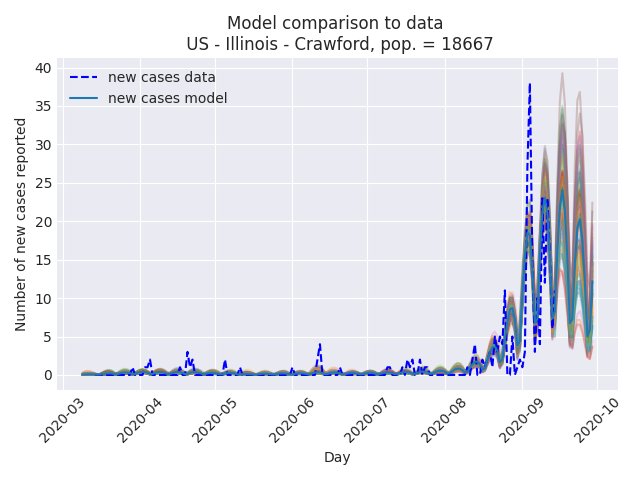 Model comparison to data
US - Illinois - Crawford, pop. = 18667
new cases data
new cases model
Number of new cases reported
40
35
30
25
20
15
10
5
0
2020-03
2020-04
2020-05
2020-06
2020-07
2020-08
2020-09
2020-10
Day